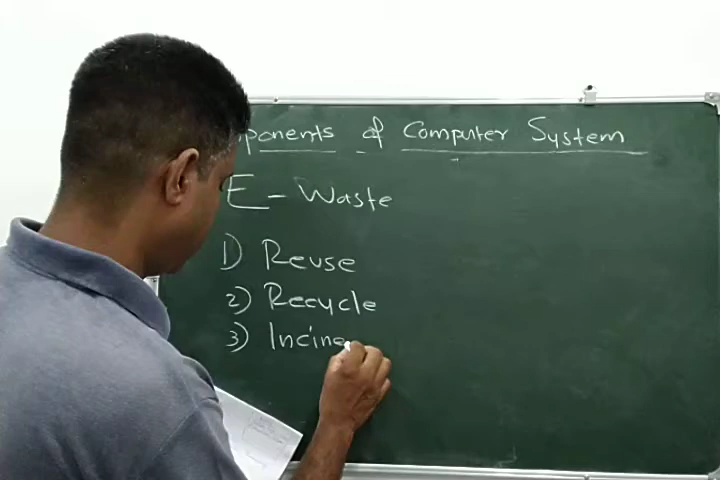 ponents of Computer System
E - Waste
1) Reuse
2) Recycle
3) Incine